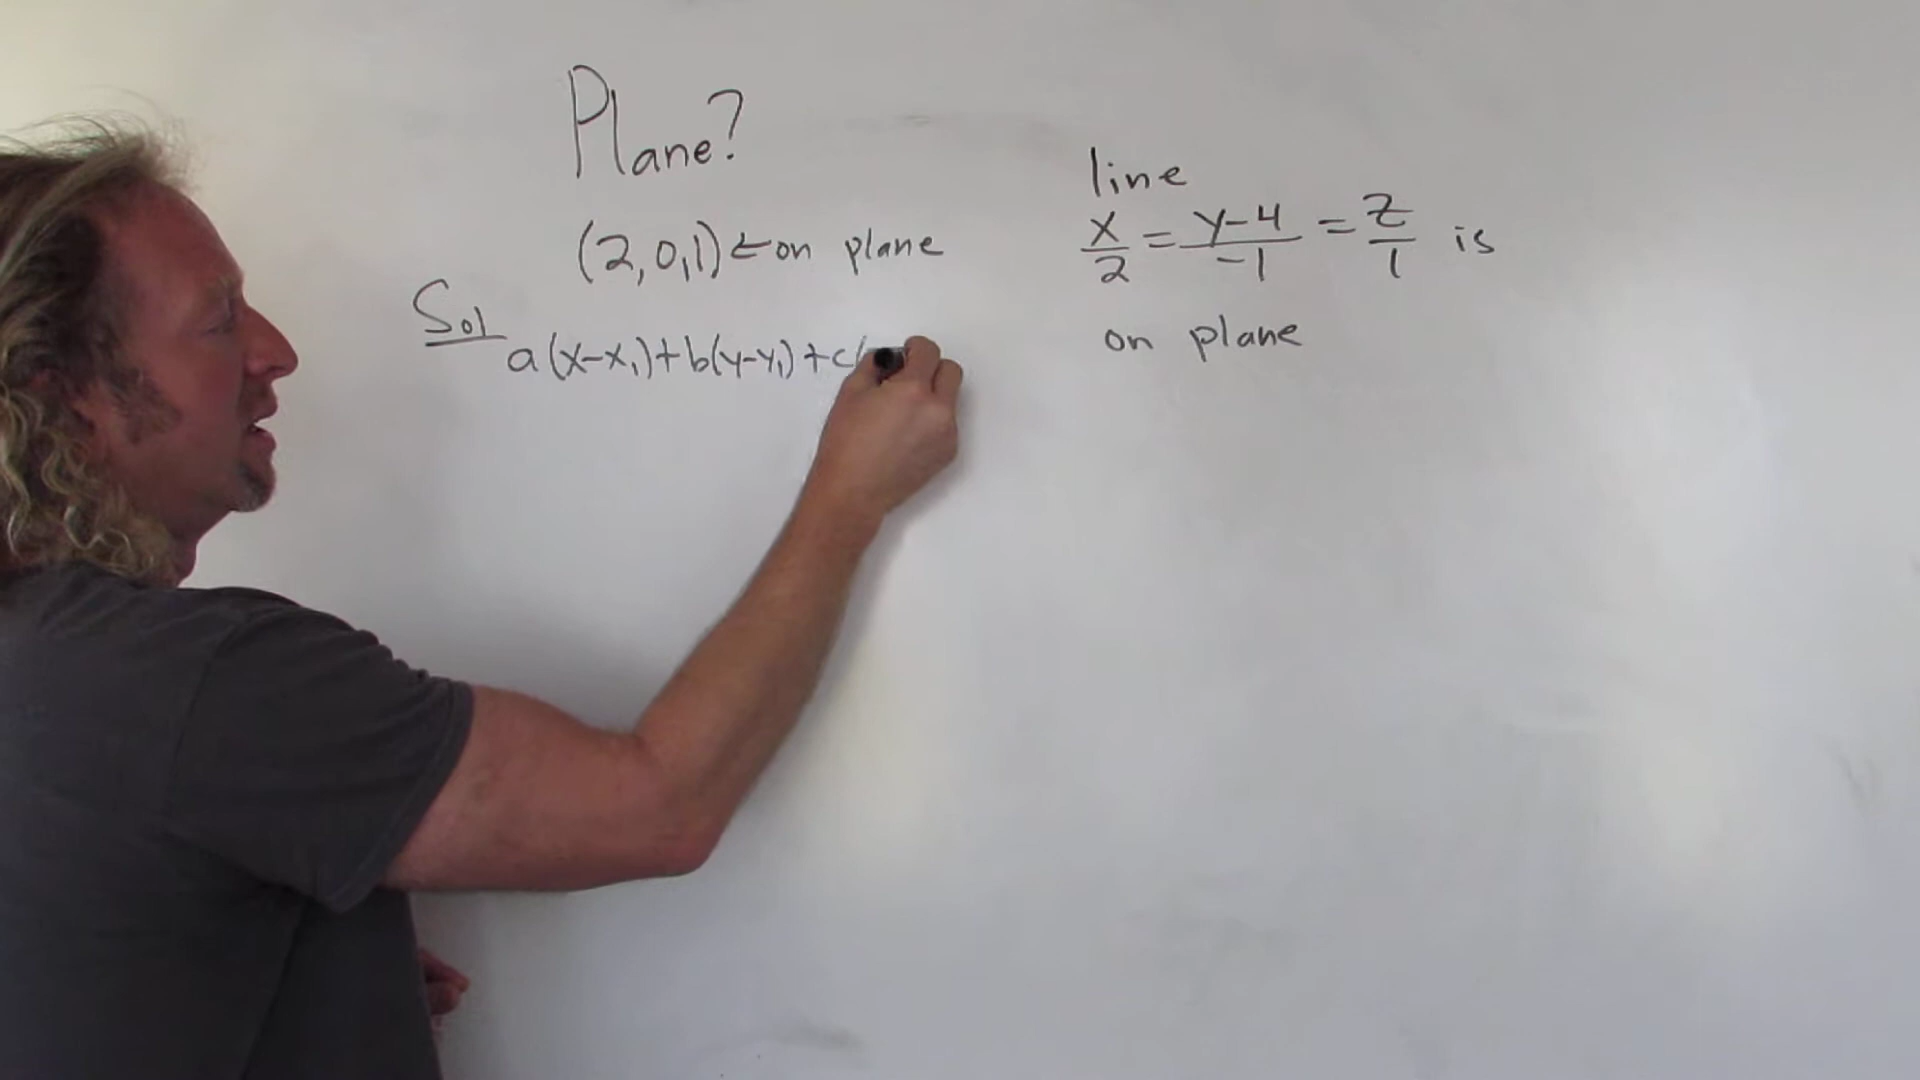 Plane?
(2,0,1) ← on plane
Sol
a(x-x₁)+b(y-y₁)+c(
line
x/2 = y-4/-1 = z/1 is
on plane